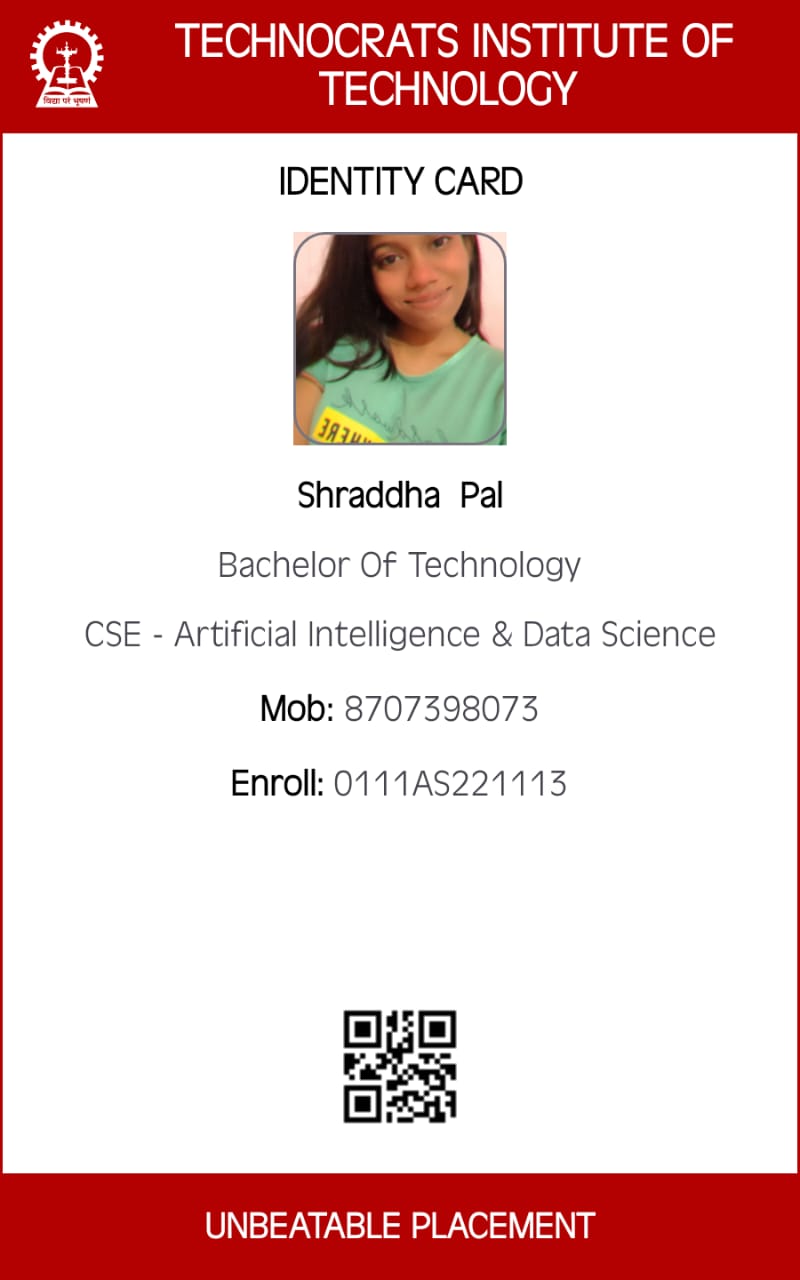 TECHNOCRATS INSTITUTE OF
TECHNOLOGY
विद्या परं भूषणं
IDENTITY CARD
Shraddha Pal
Bachelor Of Technology
CSE - Artificial Intelligence & Data Science
Mob: 8707398073
Enroll: 0111AS221113
UNBEATABLE PLACEMENT